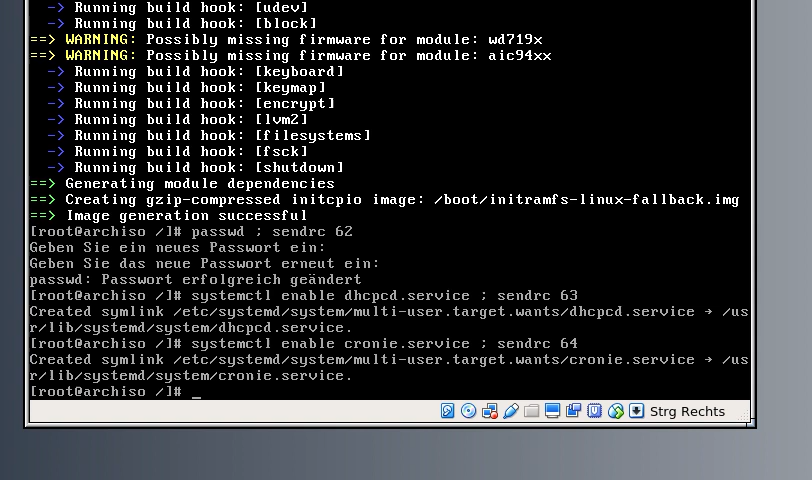 -> Running build hook: [udev]
-> Running build hook: [block]
==> WARNING: Possibly missing firmware for module: wd719x
==> WARNING: Possibly missing firmware for module: aic94xx
-> Running build hook: [keyboard]
-> Running build hook: [keymap]
-> Running build hook: [encrypt]
-> Running build hook: [lvm2]
-> Running build hook: [filesystems]
-> Running build hook: [fsck]
-> Running build hook: [shutdown]
==> Generating module dependencies
==> Creating gzip-compressed initcpio image: /boot/initramfs-linux-fallback.img
==> Image generation successful
[root@archiso /]# passwd ; sendrc 62
Geben Sie ein neues Passwort ein:
Geben Sie das neue Passwort erneut ein:
passwd: Passwort erfolgreich geändert
[root@archiso /]# systemctl enable dhcpcd.service ; sendrc 63
Created symlink /etc/systemd/system/multi-user.target.wants/dhcpcd.service → /us
r/lib/systemd/system/dhcpcd.service.
[root@archiso /]# systemctl enable cronie.service ; sendrc 64
Created symlink /etc/systemd/system/multi-user.target.wants/cronie.service → /us
r/lib/systemd/system/cronie.service.
[root@archiso /]# _
Strg Rechts